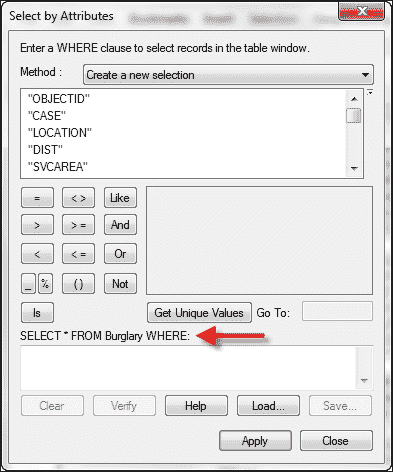 Select by Attributes
Enter a WHERE clause to select records in the table window.
Method : Create a new selection
"OBJECTID"
"CASE"
"LOCATION"
"DIST"
"SVCAREA"
= < > Like
> > = And
< < = Or
_ % ( ) Not
Is Get Unique Values Go To:
SELECT * FROM Burglary WHERE:
Clear Verify Help Load... Save...
Apply Close